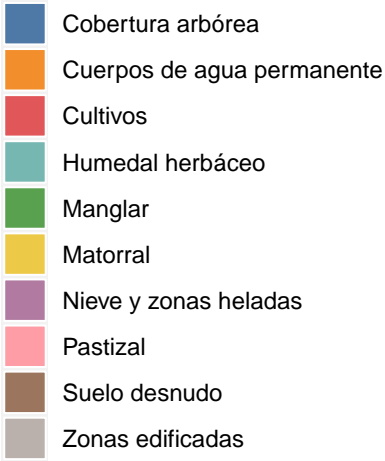 Cobertura arbórea
Cuerpos de agua permanente
Cultivos
Humedal herbáceo
Manglar
Matorral
Nieve y zonas heladas
Pastizal
Suelo desnudo
Zonas edificadas